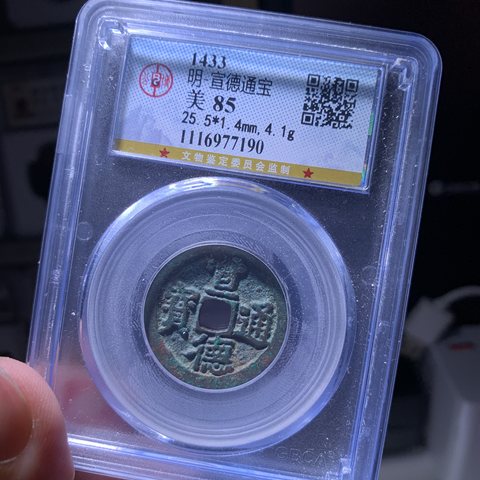 1433
明·宣德通宝
美 85
25.5*1.4mm,4.1g
1116977190
★ 文物鉴定委员会监制 ★
宣德通寳